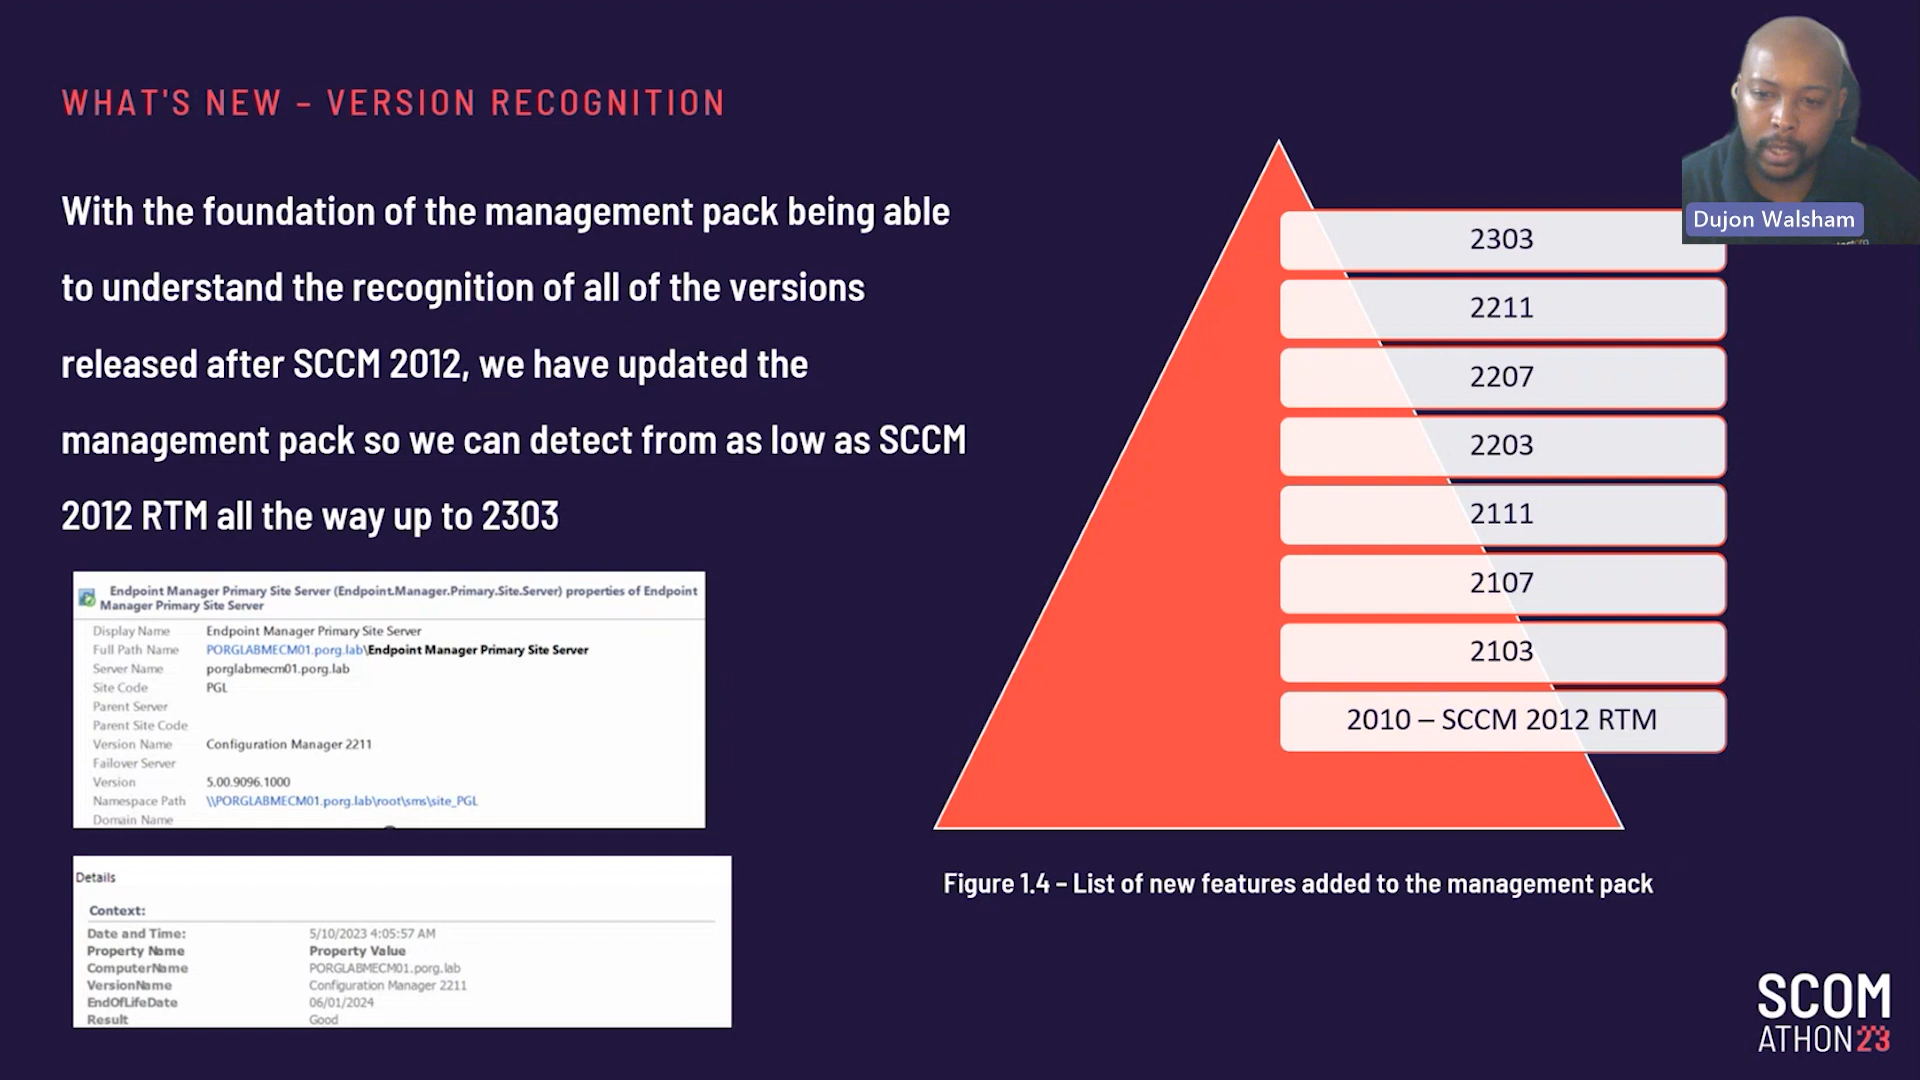 WHAT'S NEW – VERSION RECOGNITION
With the foundation of the management pack being able
to understand the recognition of all of the versions
released after SCCM 2012, we have updated the
management pack so we can detect from as low as SCCM
2012 RTM all the way up to 2303
Endpoint Manager Primary Site Server (Endpoint.Manager.Primary.Site.Server) properties of Endpoint
Manager Primary Site Server
Display Name Endpoint Manager Primary Site Server
Full Path Name PORGLABMECM01.porg.lab\Endpoint Manager Primary Site Server
Server Name porglabmecm01.porg.lab
Site Code PGL
Parent Server
Parent Site Code
Version Name Configuration Manager 2211
Failover Server
Version 5.00.9096.1000
Namespace Path \\PORGLABMECM01.porg.lab\root\sms\site_PGL
Domain Name
Details
Context:
Date and Time: 5/10/2023 4:05:57 AM
Property Name Property Value
ComputerName PORGLABMECM01.porg.lab
VersionName Configuration Manager 2211
EndOfLifeDate 06/01/2024
Result Good
2303
2211
2207
2203
2111
2107
2103
2010 – SCCM 2012 RTM
Figure 1.4 – List of new features added to the management pack
Dujon Walsham
SCOM
ATHON23